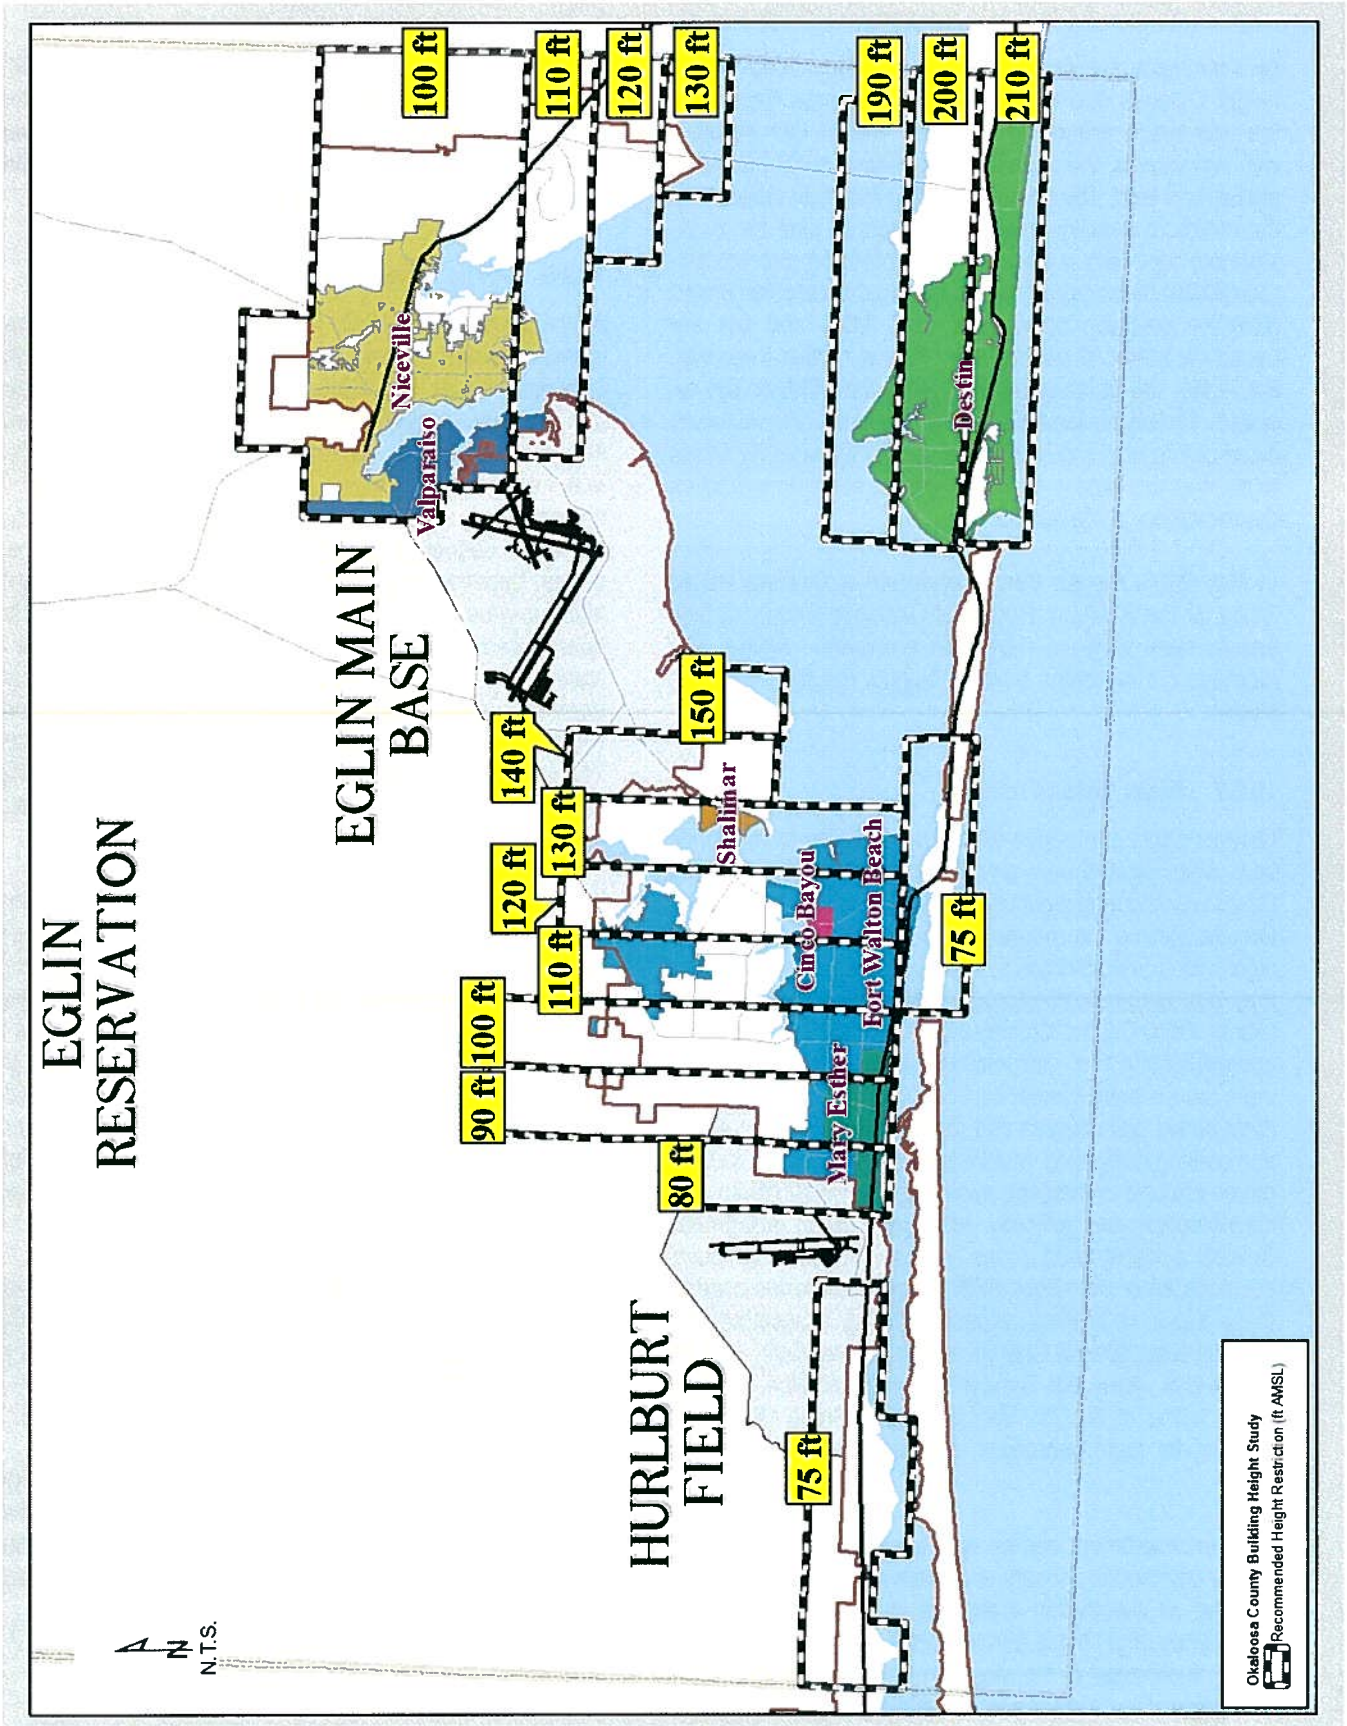 EGLIN
RESERVATION
EGLIN MAIN
BASE
HURLBURT
FIELD
Niceville
Valparaiso
100 ft
110 ft
120 ft
130 ft
190 ft
200 ft
210 ft
Destin
140 ft
150 ft
130 ft
120 ft
110 ft
100 ft
90 ft
80 ft
75 ft
75 ft
Shalimar
Cinco Bayou
Fort Walton Beach
Mary Esther
N
N.T.S.
Okaloosa County Building Height Study
Recommended Height Restriction (ft AMSL)